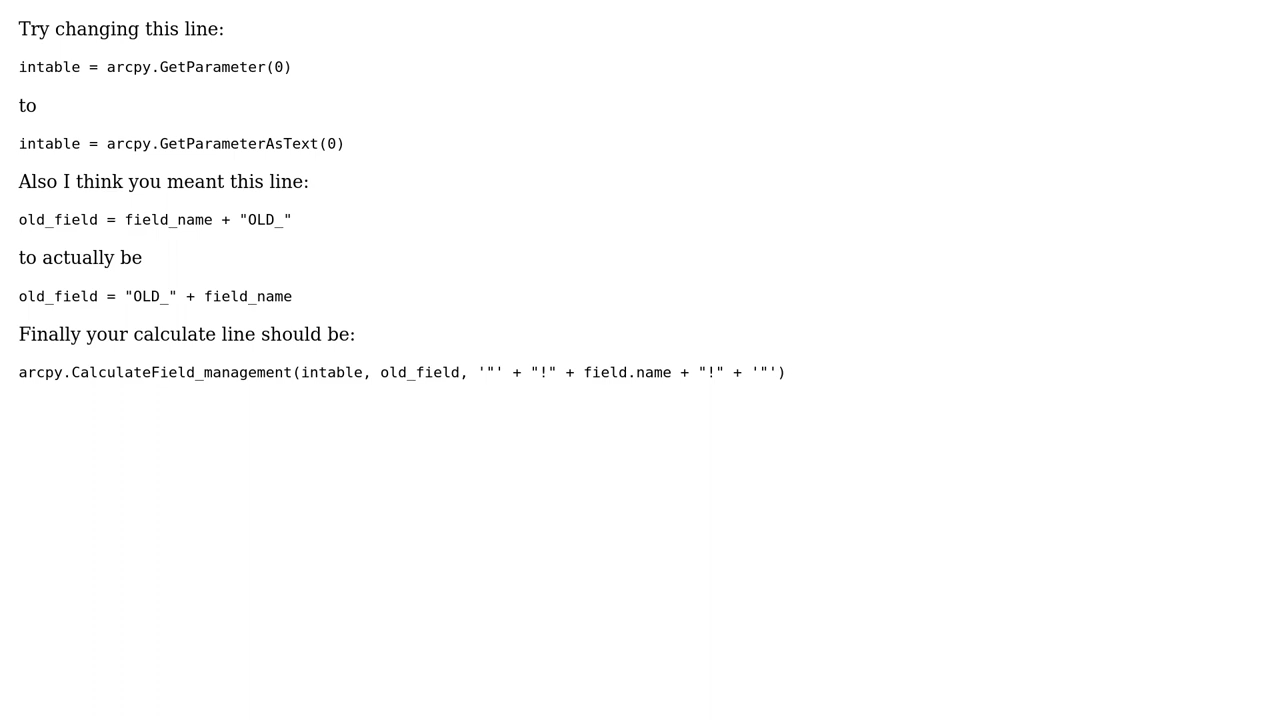 Try changing this line:
intable = arcpy.GetParameter(0)
to
intable = arcpy.GetParameterAsText(0)
Also I think you meant this line:
old_field = field_name + "OLD_"
to actually be
old_field = "OLD_" + field_name
Finally your calculate line should be:
arcpy.CalculateField_management(intable, old_field, '"' + "!" + field.name + "!" + '"')